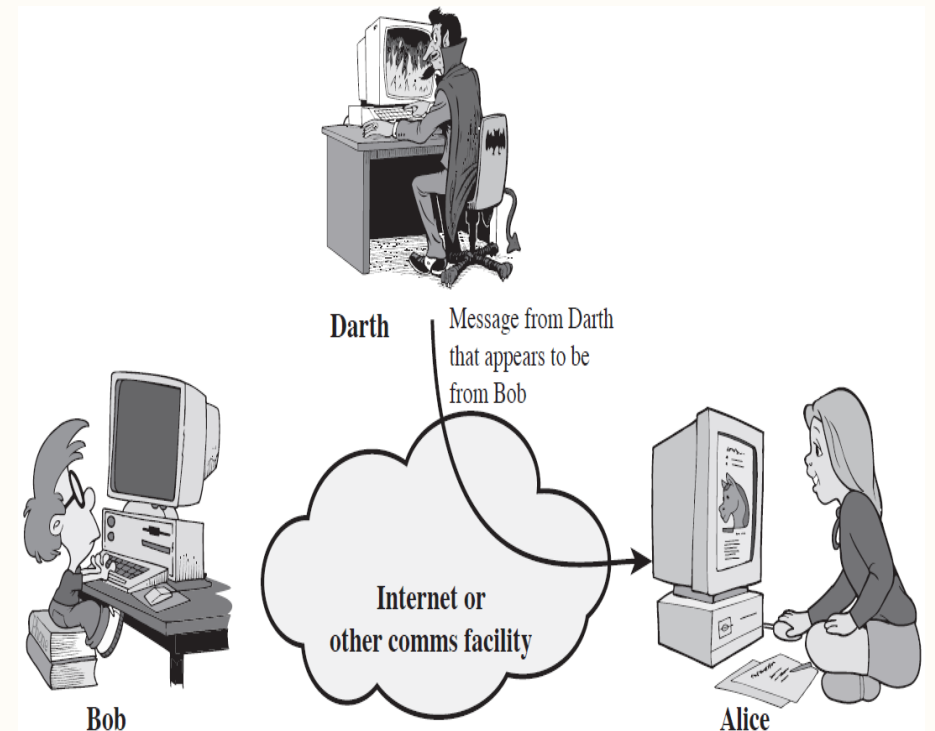 Darth
Message from Darth
that appears to be
from Bob
Internet or
other comms facility
Bob
Alice